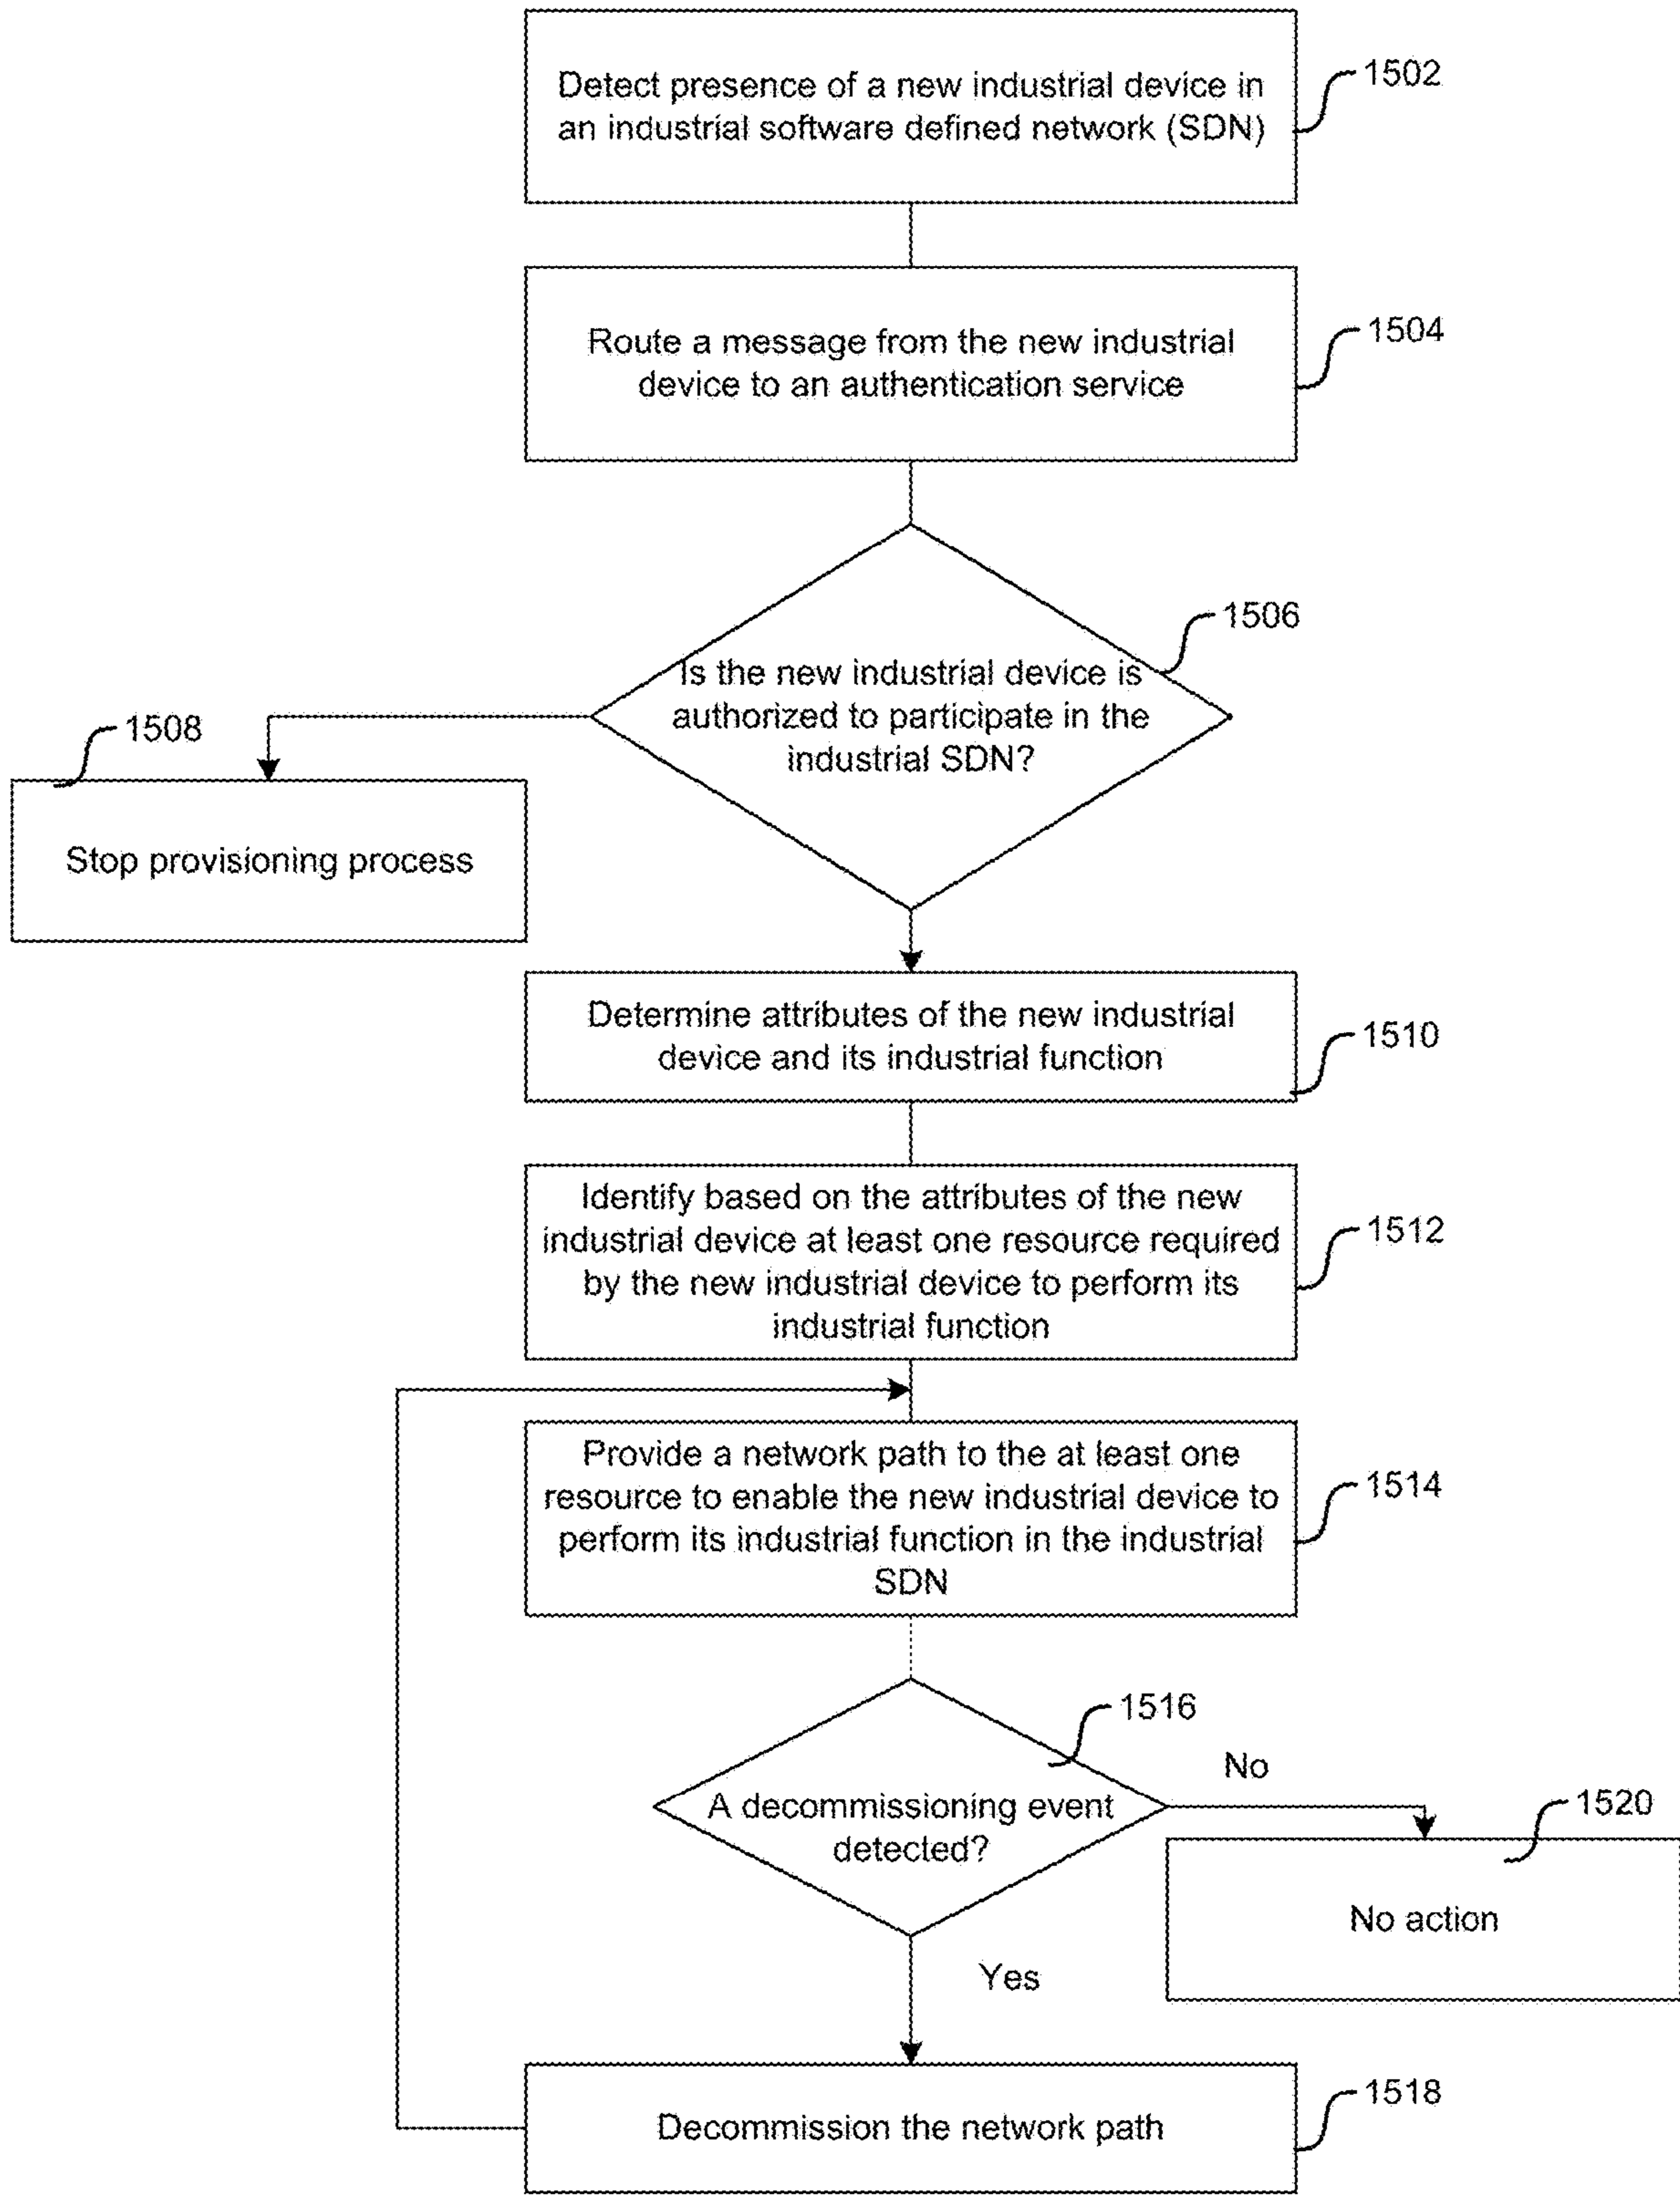 Detect presence of a new industrial device in
an industrial software defined network (SDN)
1502
Route a message from the new industrial
device to an authentication service
1504
Is the new industrial device is
authorized to participate in the
industrial SDN?
1506
1508
Stop provisioning process
Determine attributes of the new industrial
device and its industrial function
1510
Identify based on the attributes of the new
industrial device at least one resource required
by the new industrial device to perform its
industrial function
1512
Provide a network path to the at least one
resource to enable the new industrial device to
perform its industrial function in the industrial
SDN
1514
1516
A decommissioning event
detected?
No
1520
No action
Yes
Decommission the network path
1518